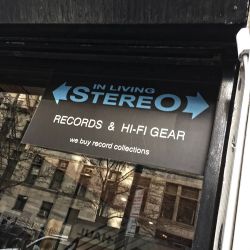 IN LIVING
STEREO
RECORDS & HI-FI GEAR
we buy record collections